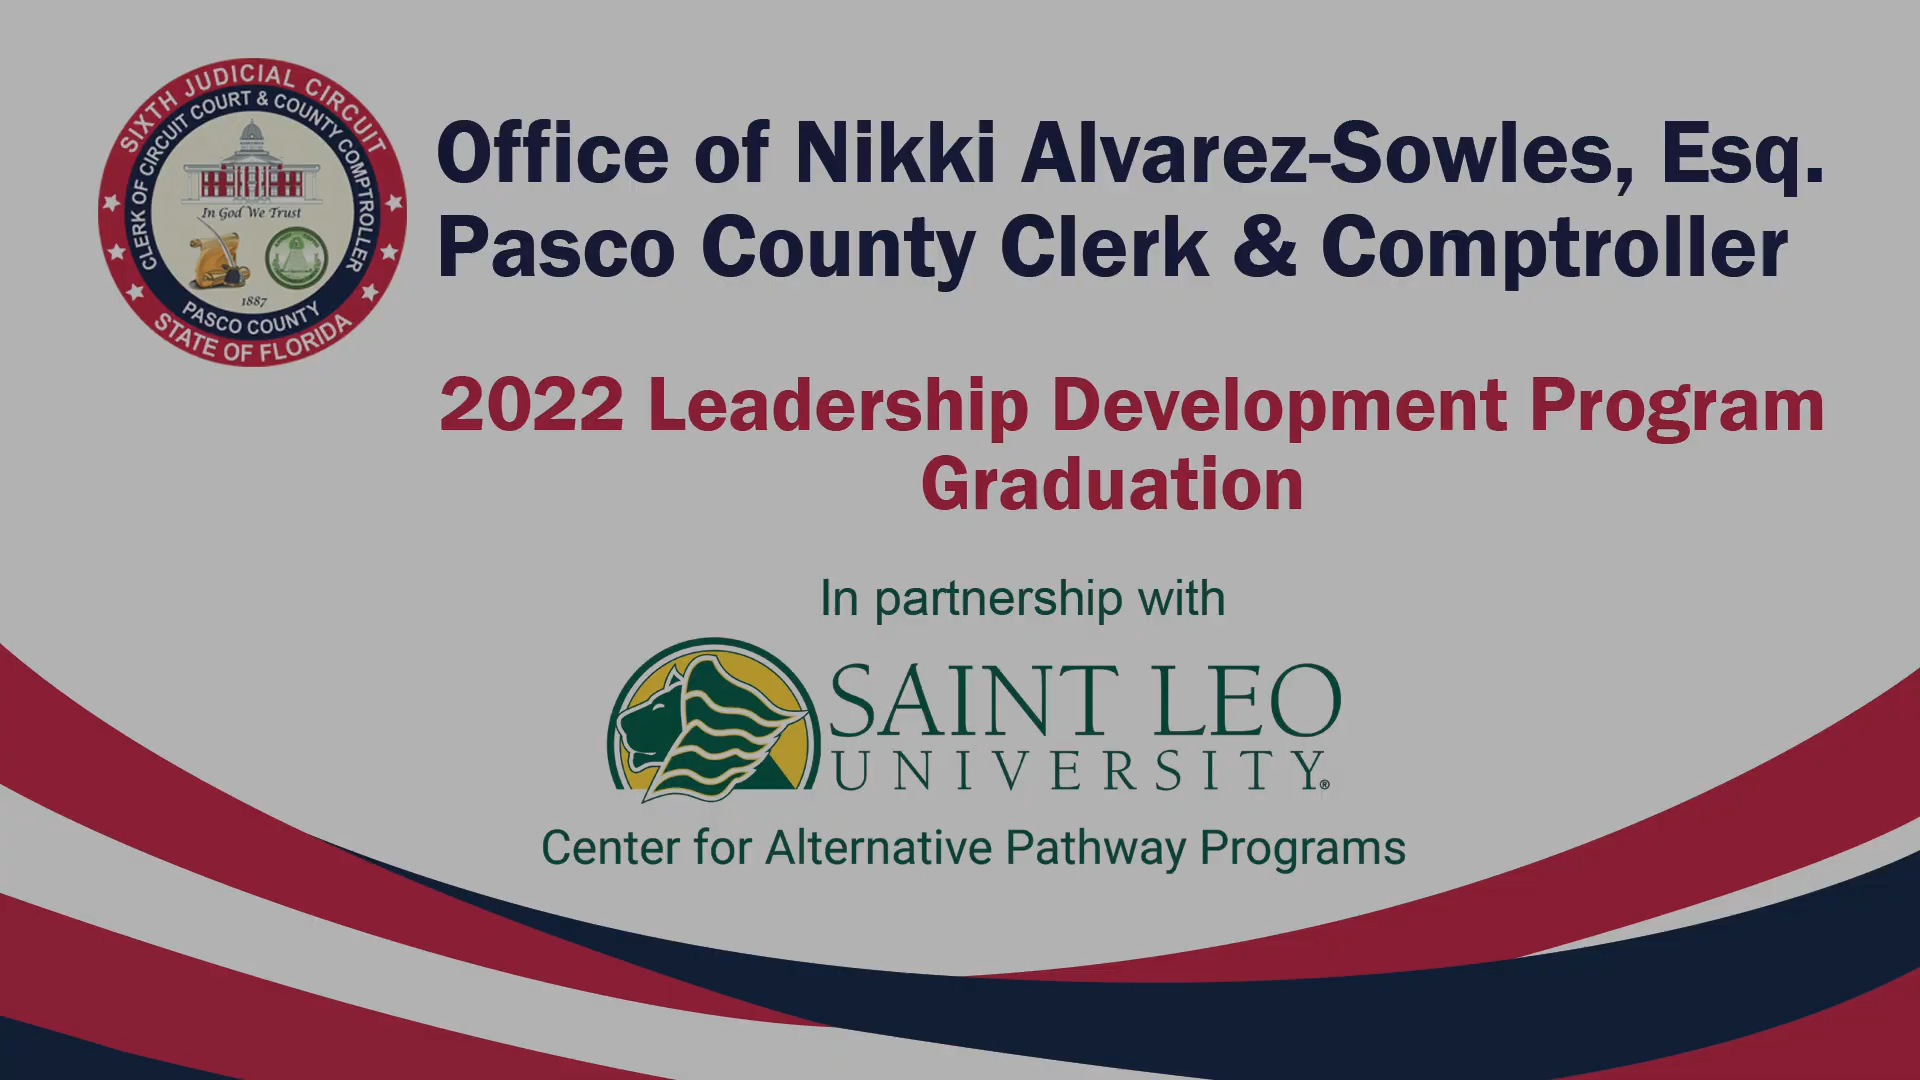 SIXTH JUDICIAL CIRCUIT
CLERK OF CIRCUIT COURT & COUNTY COMPTROLLER
In God We Trust
1887
PASCO COUNTY
STATE OF FLORIDA
Office of Nikki Alvarez-Sowles, Esq.
Pasco County Clerk & Comptroller
2022 Leadership Development Program
Graduation
In partnership with
SAINT LEO
UNIVERSITY®
Center for Alternative Pathway Programs